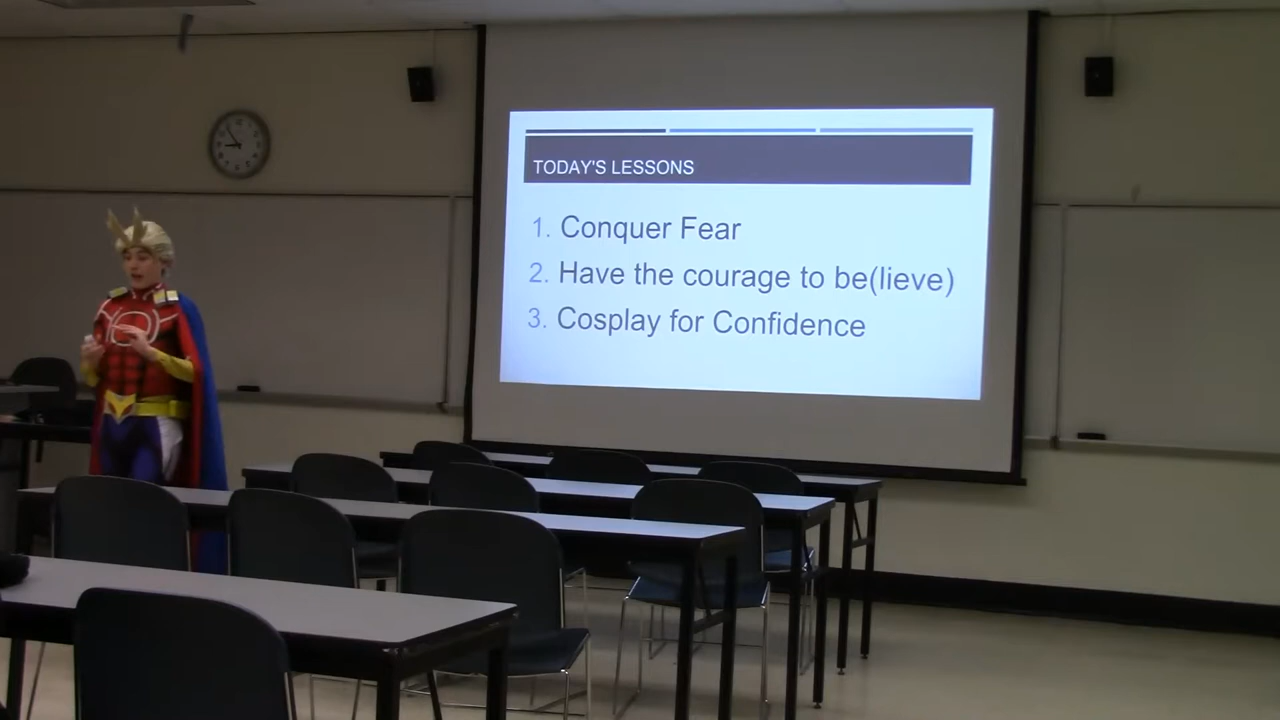 TODAY'S LESSONS
1. Conquer Fear
2. Have the courage to be(lieve)
3. Cosplay for Confidence